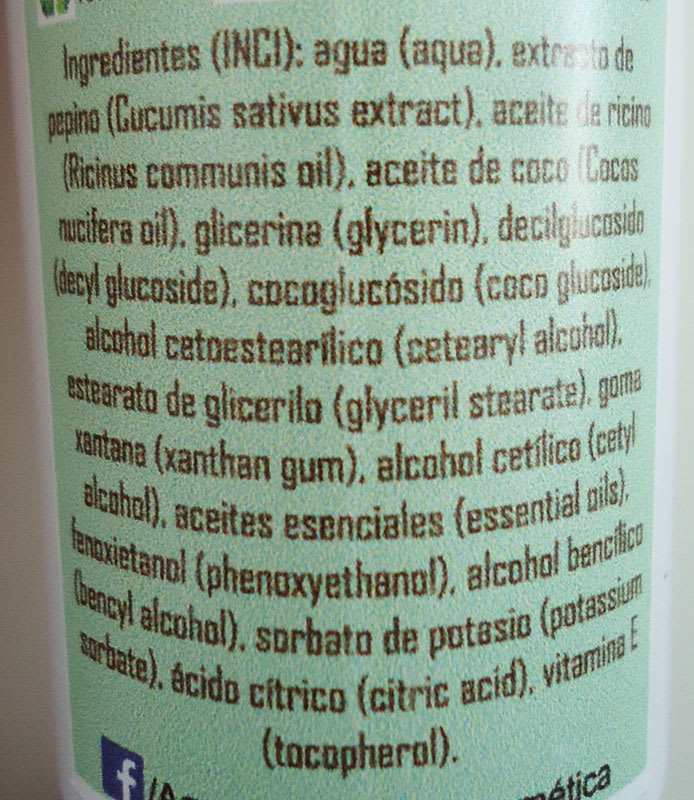 Ingredientes (INCI): agua (aqua), extracto de
pepino (Cucumis sativus extract), aceite de ricino
(Ricinus communis oil), aceite de coco (Cocos
nucifera oil), glicerina (glycerin), decilglucosido
(decyl glucoside), cocoglucósido (coco glucoside),
alcohol cetoestearílico (cetearyl alcohol),
estearato de glicerilo (glyceril stearate), goma
xantana (xanthan gum), alcohol cetílico (cetyl
alcohol), aceites esenciales (essential oils),
fenoxietanol (phenoxyethanol), alcohol bencílico
(bencyl alcohol), sorbato de potasio (potassium
sorbate), ácido cítrico (citric acid), vitamina E
(tocopherol).